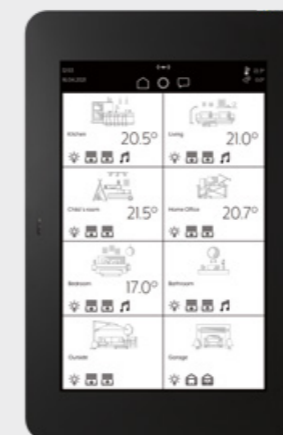 Kitchen
20.5°
Living
21.0°
Child's room
21.5°
Home Office
20.7°
Bedroom
17.0°
Bathroom
Outside
Garage